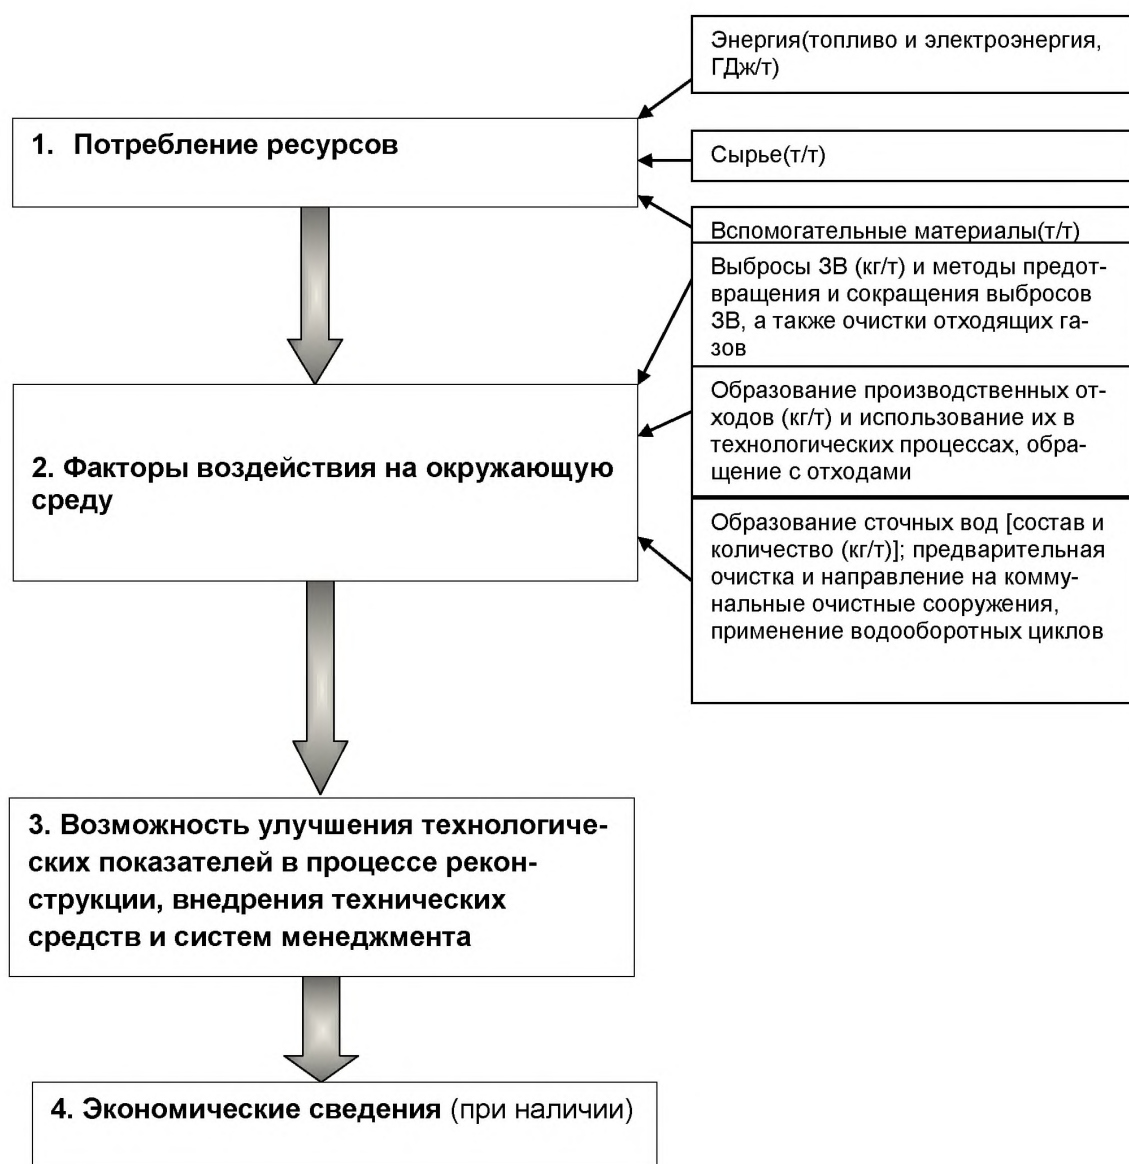 Энергия(топливо и электроэнергия,
ГДж/т)
1. Потребление ресурсов
Сырье(т/т)
Вспомогательные материалы(т/т)
Выбросы ЗВ (кг/т) и методы предот-
вращения и сокращения выбросов
ЗВ, а также очистки отходящих га-
зов
Образование производственных от-
ходов (кг/т) и использование их в
технологических процессах, обра-
щение с отходами
2. Факторы воздействия на окружающую
среду
Образование сточных вод [состав и
количество (кг/т)]; предварительная
очистка и направление на комму-
нальные очистные сооружения,
применение водооборотных циклов
3. Возможность улучшения технологиче-
ских показателей в процессе рекон-
струкции, внедрения технических
средств и систем менеджмента
4. Экономические сведения (при наличии)